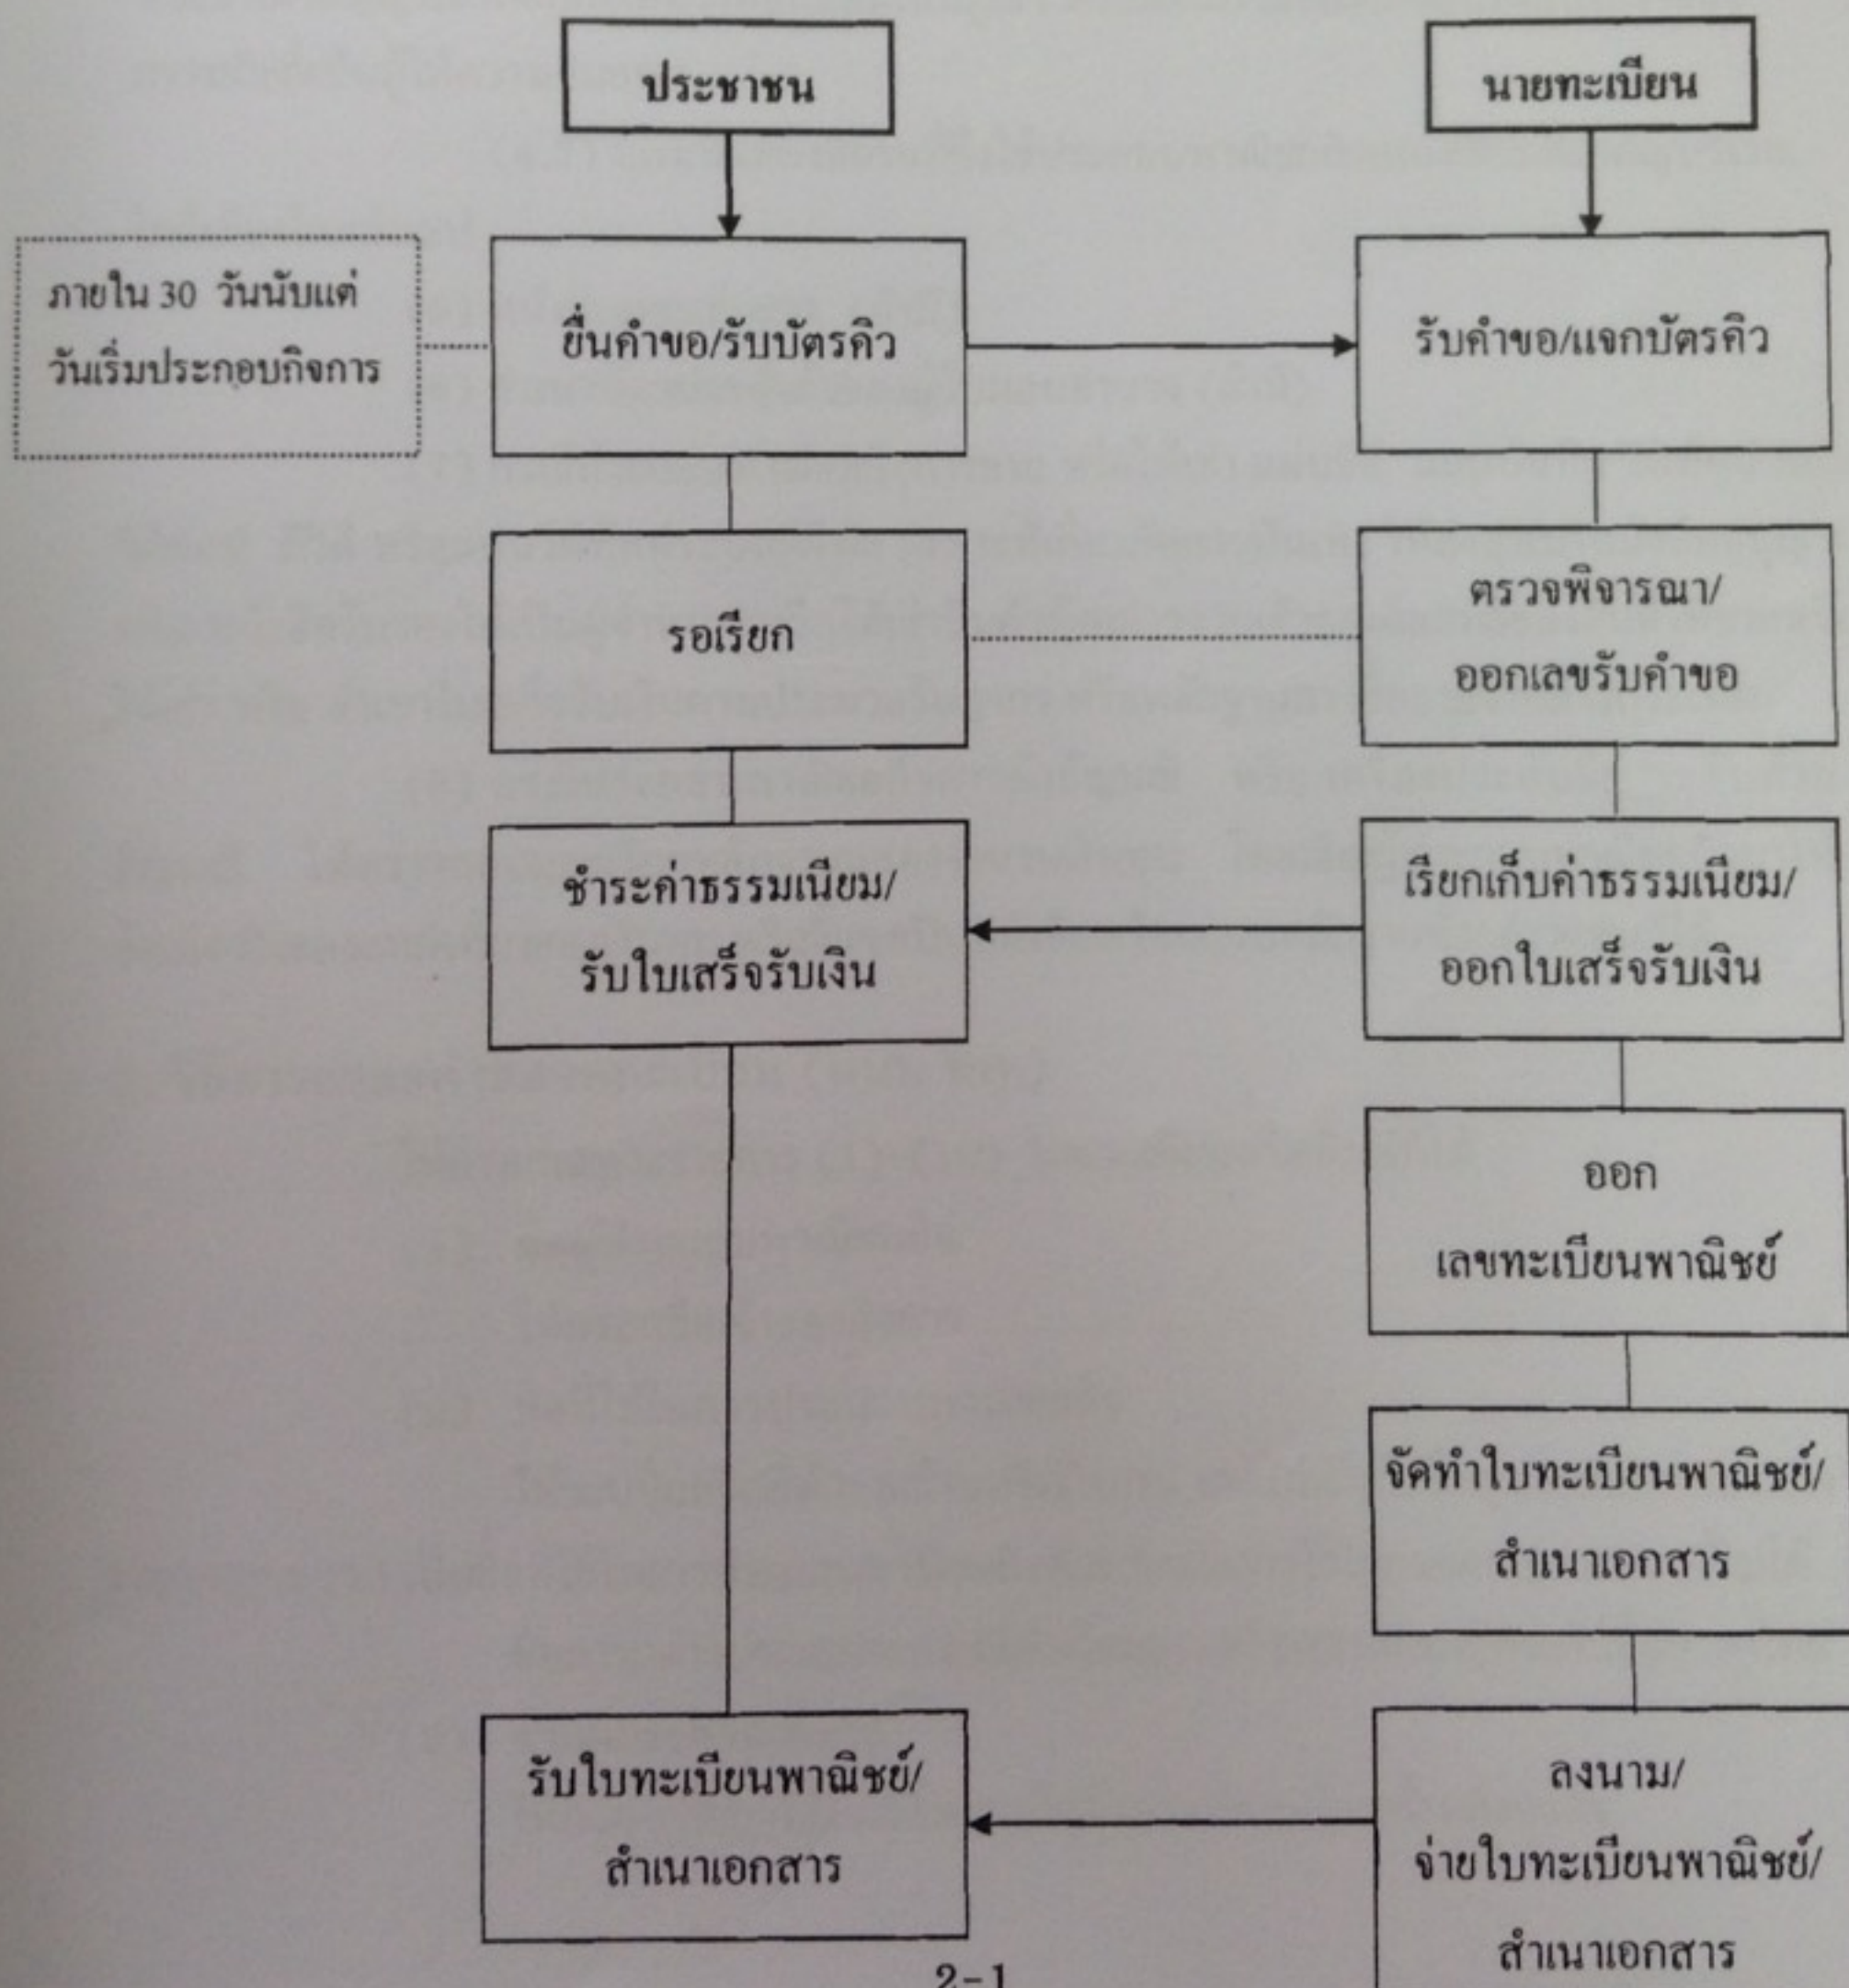 ประชาชน
นายทะเบียน
ภายใน 30 วันนับแต่
วันเริ่มประกอบกิจการ
ยื่นคำขอ/รับบัตรคิว
รับคำขอ/แจกบัตรคิว
รอเรียก
ตรวจพิจารณา/
ออกเลขรับคำขอ
ชำระค่าธรรมเนียม/
รับใบเสร็จรับเงิน
เรียกเก็บค่าธรรมเนียม/
ออกใบเสร็จรับเงิน
ออก
เลขทะเบียนพาณิชย์
จัดทำใบทะเบียนพาณิชย์/
สำเนาเอกสาร
รับใบทะเบียนพาณิชย์/
สำเนาเอกสาร
ลงนาม/
จ่ายใบทะเบียนพาณิชย์/
สำเนาเอกสาร
2-1